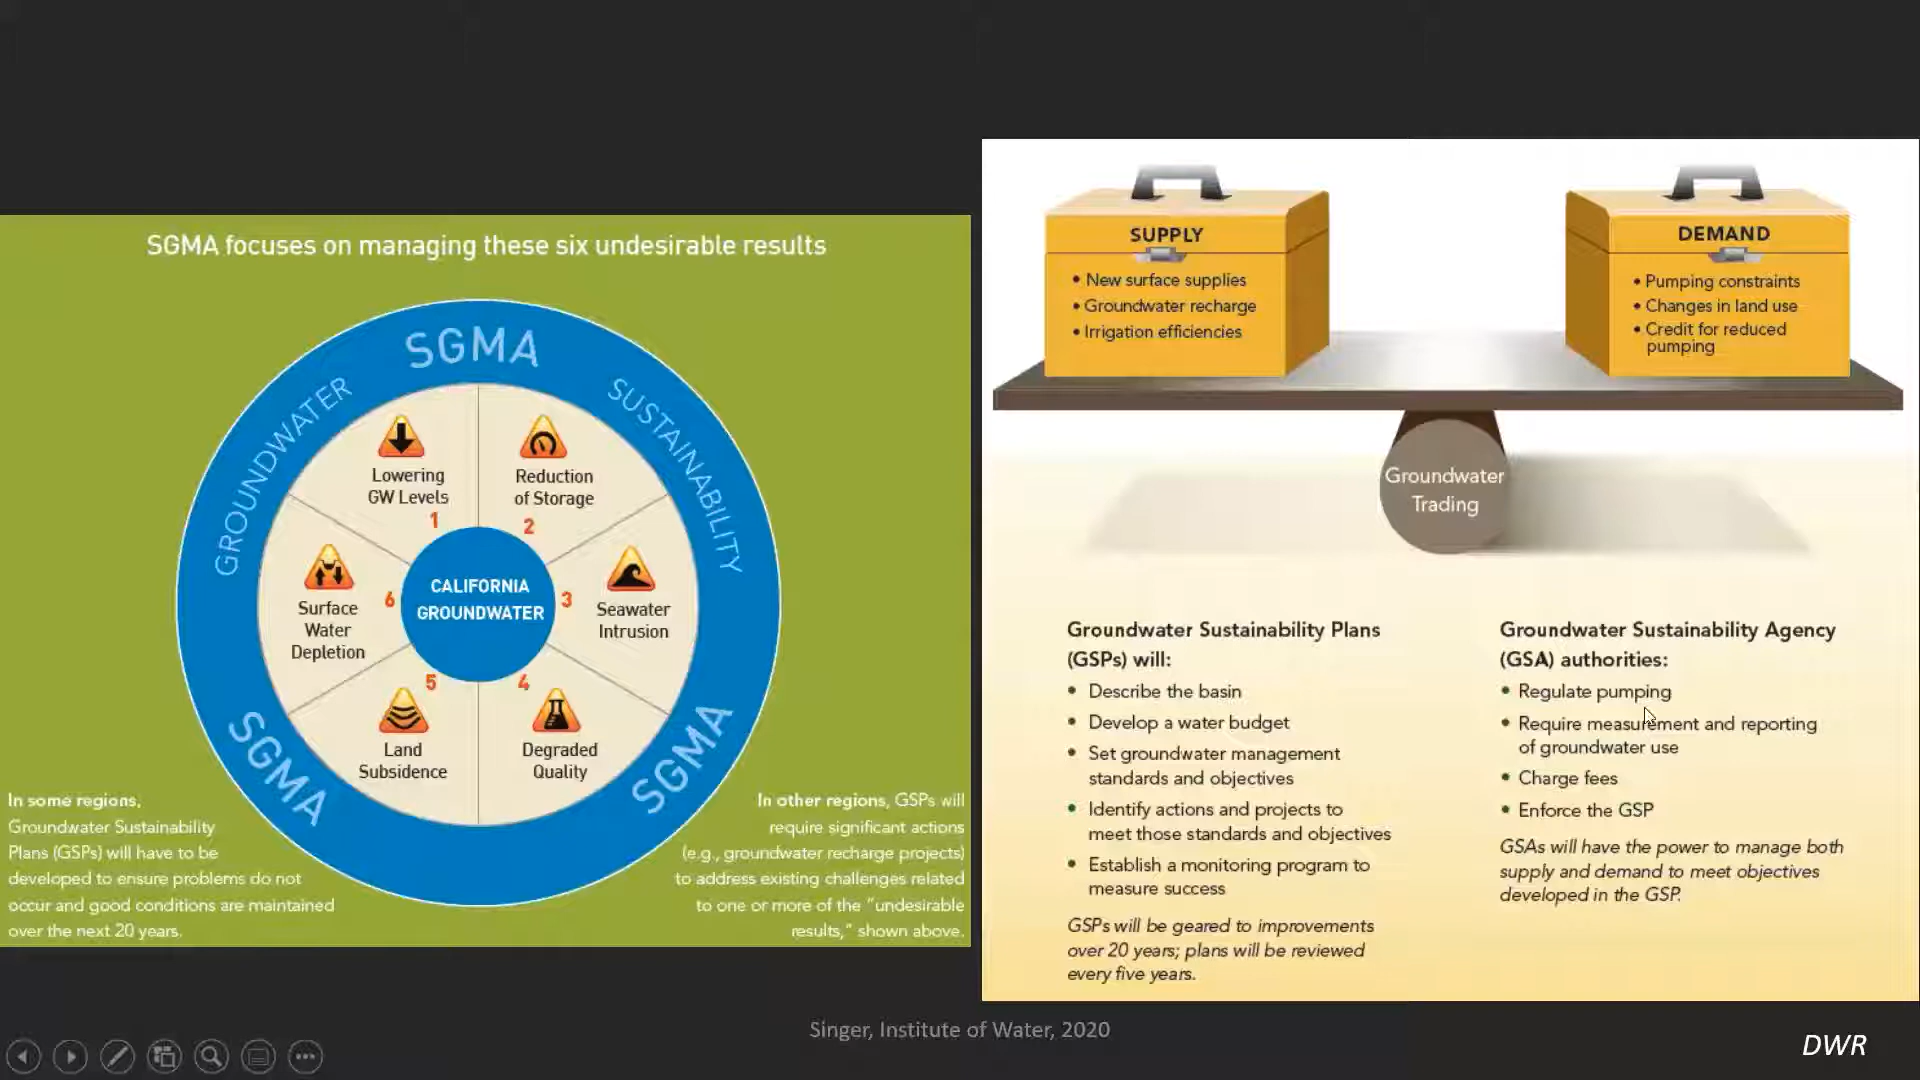 SGMA focuses on managing these six undesirable results
SGMA
GROUNDWATER
SUSTAINABILITY
SGMA
SGMA
Lowering
GW Levels
1
Reduction
of Storage
2
Seawater
Intrusion
3
Degraded
Quality
4
Land
Subsidence
5
Surface
Water
Depletion
6
CALIFORNIA
GROUNDWATER
In some regions,
Groundwater Sustainability
Plans (GSPs) will have to be
developed to ensure problems do not
occur and good conditions are maintained
over the next 20 years.
In other regions, GSPs will
require significant actions
(e.g., groundwater recharge projects)
to address existing challenges related
to one or more of the "undesirable
results," shown above.
SUPPLY
• New surface supplies
• Groundwater recharge
• Irrigation efficiencies
DEMAND
• Pumping constraints
• Changes in land use
• Credit for reduced
pumping
Groundwater
Trading
Groundwater Sustainability Plans
(GSPs) will:
• Describe the basin
• Develop a water budget
• Set groundwater management
standards and objectives
• Identify actions and projects to
meet those standards and objectives
• Establish a monitoring program to
measure success
GSPs will be geared to improvements
over 20 years; plans will be reviewed
every five years.
Groundwater Sustainability Agency
(GSA) authorities:
• Regulate pumping
• Require measurement and reporting
of groundwater use
• Charge fees
• Enforce the GSP
GSAs will have the power to manage both
supply and demand to meet objectives
developed in the GSP.
Singer, Institute of Water, 2020
DWR